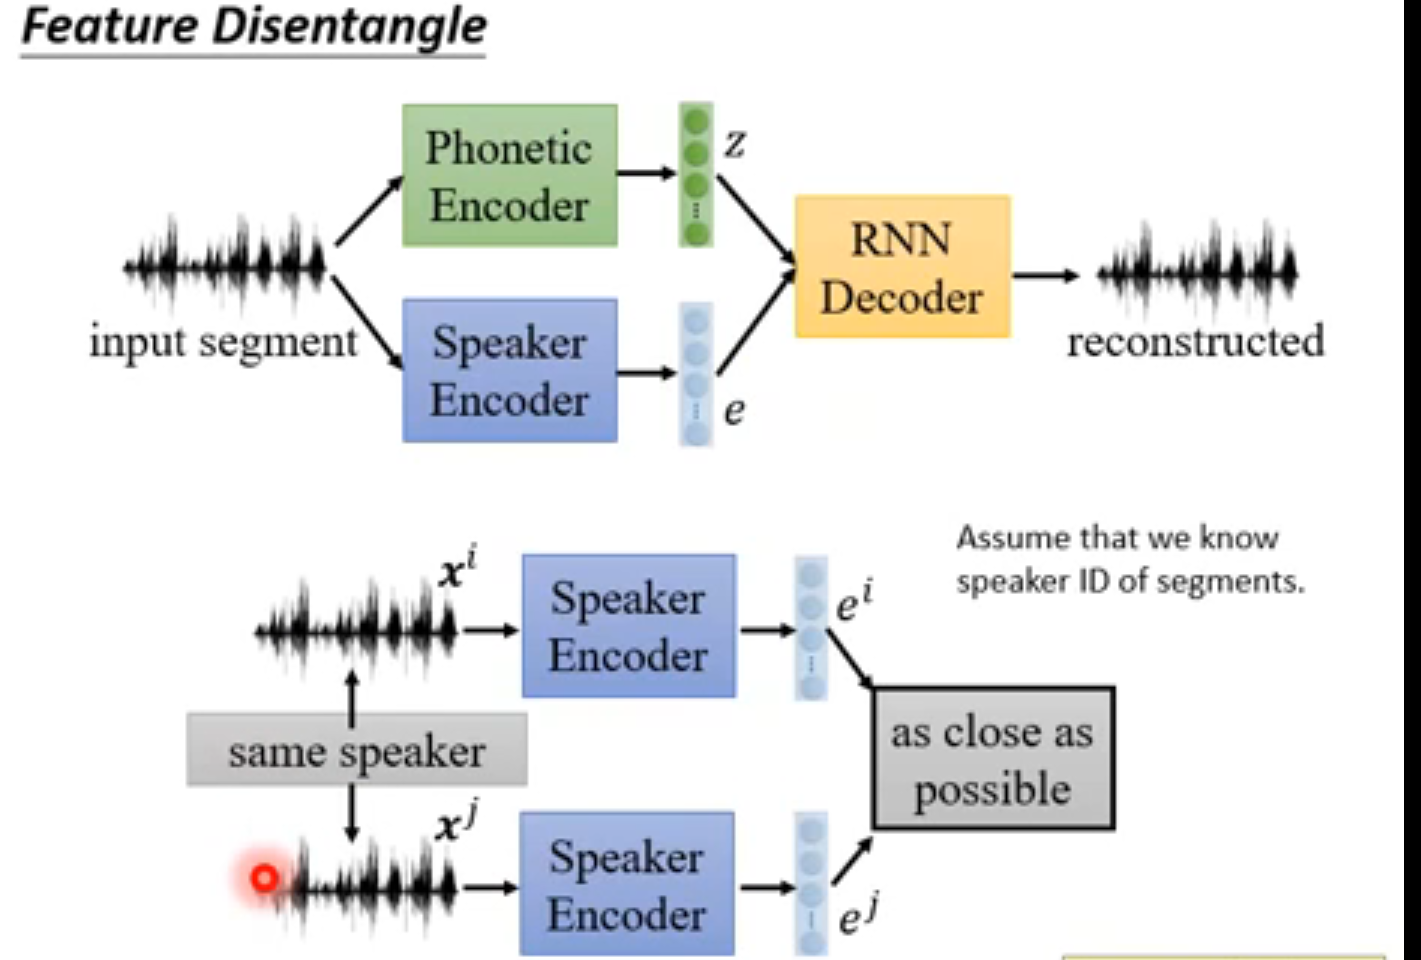 Feature Disentangle
Phonetic
Encoder
z
input segment
Speaker
Encoder
e
RNN
Decoder
reconstructed
Assume that we know
speaker ID of segments.
x^i
Speaker
Encoder
e^i
same speaker
as close as
possible
x^j
Speaker
Encoder
e^j